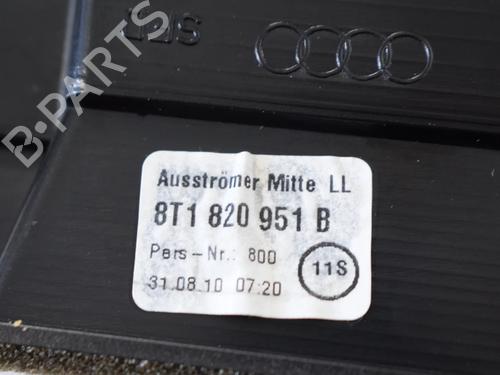 B-PARTS
Ausströmer Mitte LL
8T1 820 951 B
Pers-Nr.: 800
11S
31.08.10 07:20